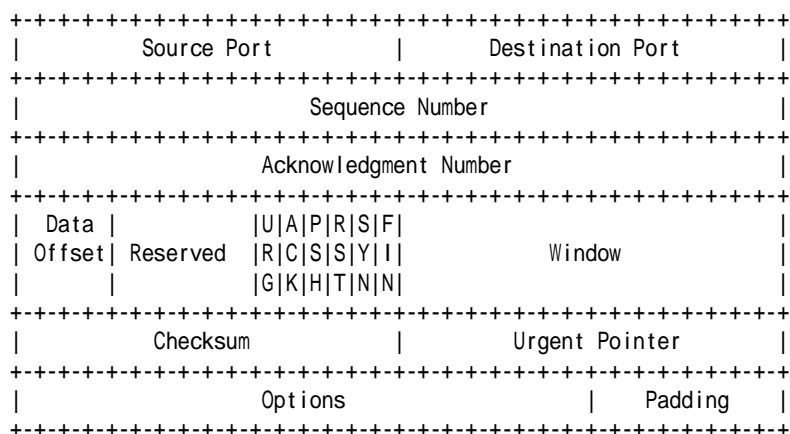 +-+-+-+-+-+-+-+-+-+-+-+-+-+-+-+-+-+-+-+-+-+-+-+-+-+-+-+-+-+-+-+-+
|          Source Port          |       Destination Port        |
+-+-+-+-+-+-+-+-+-+-+-+-+-+-+-+-+-+-+-+-+-+-+-+-+-+-+-+-+-+-+-+-+
|                        Sequence Number                        |
+-+-+-+-+-+-+-+-+-+-+-+-+-+-+-+-+-+-+-+-+-+-+-+-+-+-+-+-+-+-+-+-+
|                    Acknowledgment Number                      |
+-+-+-+-+-+-+-+-+-+-+-+-+-+-+-+-+-+-+-+-+-+-+-+-+-+-+-+-+-+-+-+-+
|  Data |           |U|A|P|R|S|F|                               |
| Offset| Reserved  |R|C|S|S|Y|I|            Window             |
|       |           |G|K|H|T|N|N|                               |
+-+-+-+-+-+-+-+-+-+-+-+-+-+-+-+-+-+-+-+-+-+-+-+-+-+-+-+-+-+-+-+-+
|           Checksum            |         Urgent Pointer        |
+-+-+-+-+-+-+-+-+-+-+-+-+-+-+-+-+-+-+-+-+-+-+-+-+-+-+-+-+-+-+-+-+
|                    Options                    |    Padding    |
+-+-+-+-+-+-+-+-+-+-+-+-+-+-+-+-+-+-+-+-+-+-+-+-+-+-+-+-+-+-+-+-+